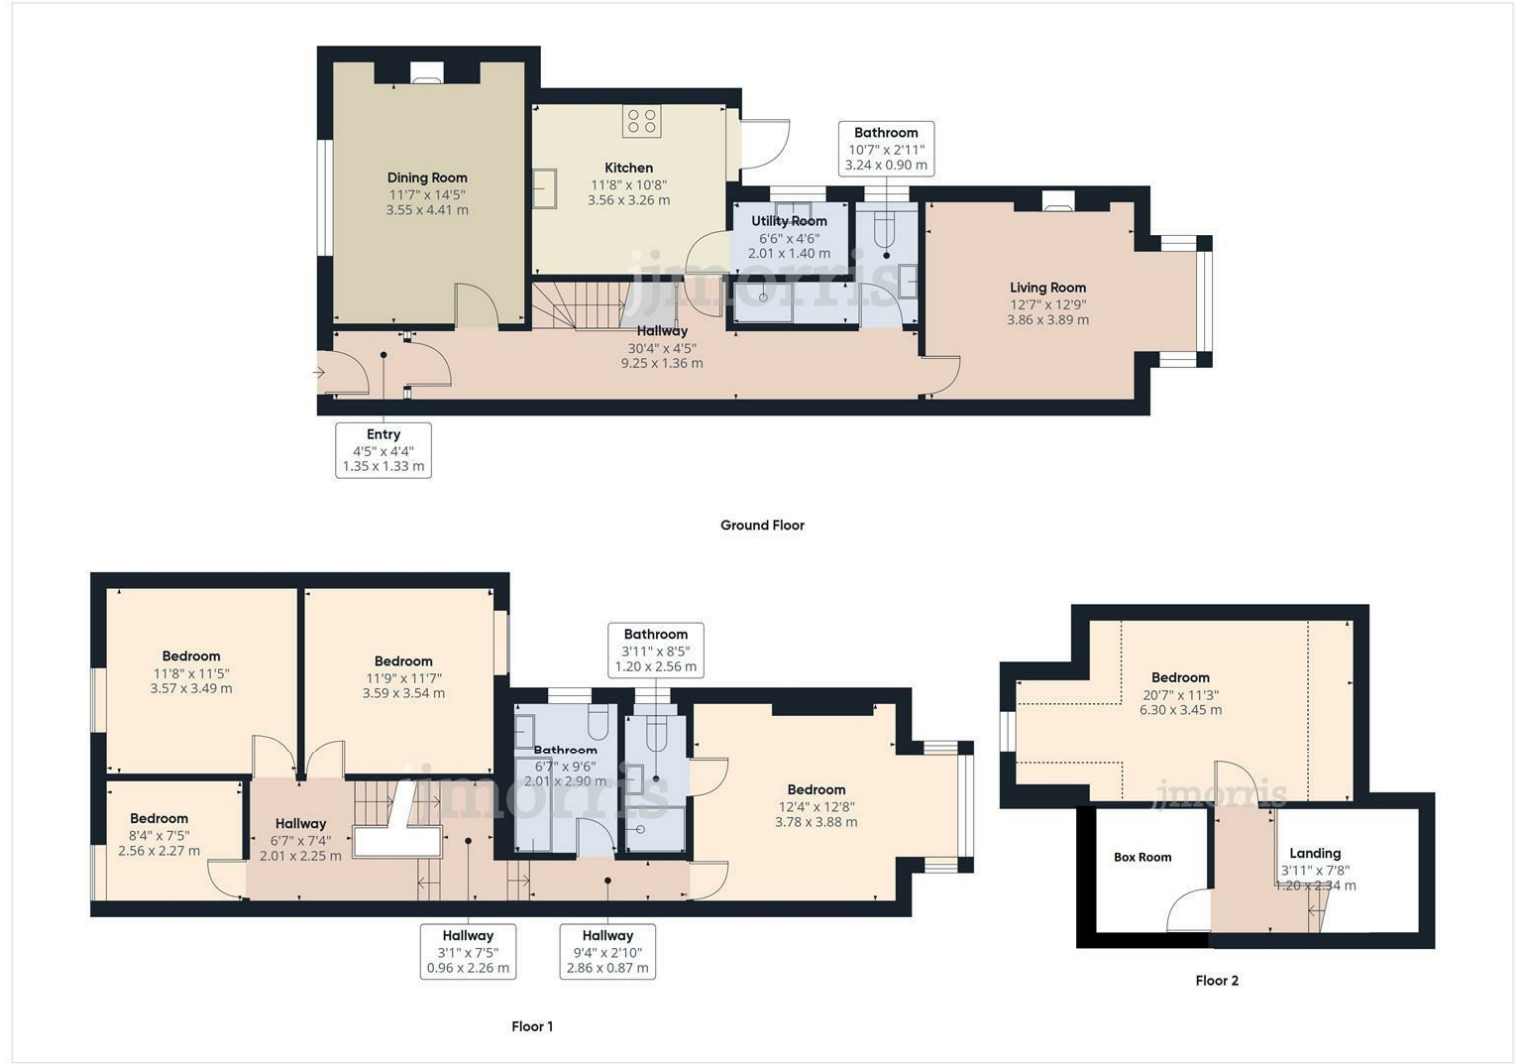 Dining Room
11'7" x 14'5"
3.55 x 4.41 m
Kitchen
11'8" x 10'8"
3.56 x 3.26 m
Bathroom
10'7" x 2'11"
3.24 x 0.90 m
Utility Room
6'6" x 4'6"
2.01 x 1.40 m
Living Room
12'7" x 12'9"
3.86 x 3.89 m
jjmorris
Hallway
30'4" x 4'5"
9.25 x 1.36 m
Entry
4'5" x 4'4"
1.35 x 1.33 m
Ground Floor
Bedroom
11'8" x 11'5"
3.57 x 3.49 m
Bedroom
11'9" x 11'7"
3.59 x 3.54 m
Bathroom
3'11" x 8'5"
1.20 x 2.56 m
Bathroom
6'7" x 9'6"
2.01 x 2.90 m
jjmorris
Bedroom
12'4" x 12'8"
3.78 x 3.88 m
Bedroom
8'4" x 7'5"
2.56 x 2.27 m
Hallway
6'7" x 7'4"
2.01 x 2.25 m
Hallway
3'1" x 7'5"
0.96 x 2.26 m
Hallway
9'4" x 2'10"
2.86 x 0.87 m
Floor 1
Bedroom
20'7" x 11'3"
6.30 x 3.45 m
jjmorris
Box Room
Landing
3'11" x 7'8"
1.20 x 2.34 m
Floor 2